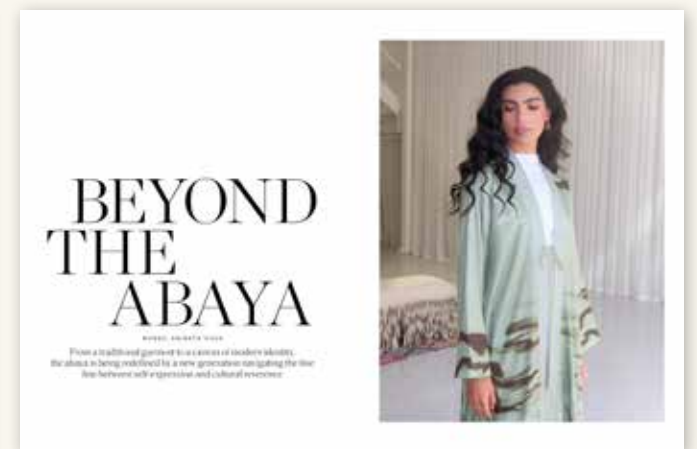 BEYOND
THE
ABAYA
WORDS:
From a traditional garment to a canvas of modern identity,
the abaya is being redefined by a new generation navigating the fine
line between self-expression and cultural reverence